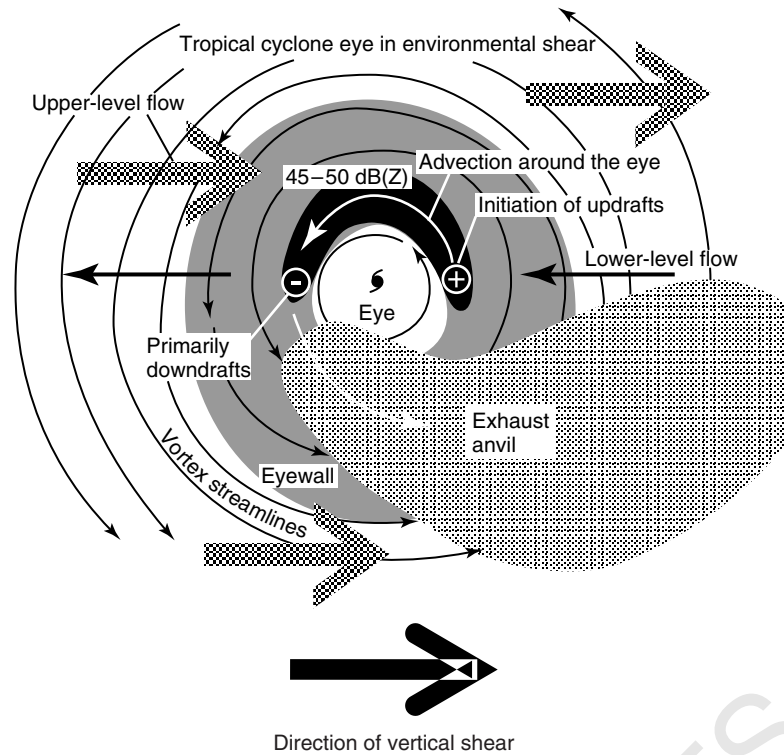 Tropical cyclone eye in environmental shear
Upper-level flow
45–50 dB(Z)
Advection around the eye
Initiation of updrafts
Lower-level flow
+
-
Eye
Primarily
downdrafts
Exhaust
anvil
Eyewall
Vortex streamlines
Direction of vertical shear